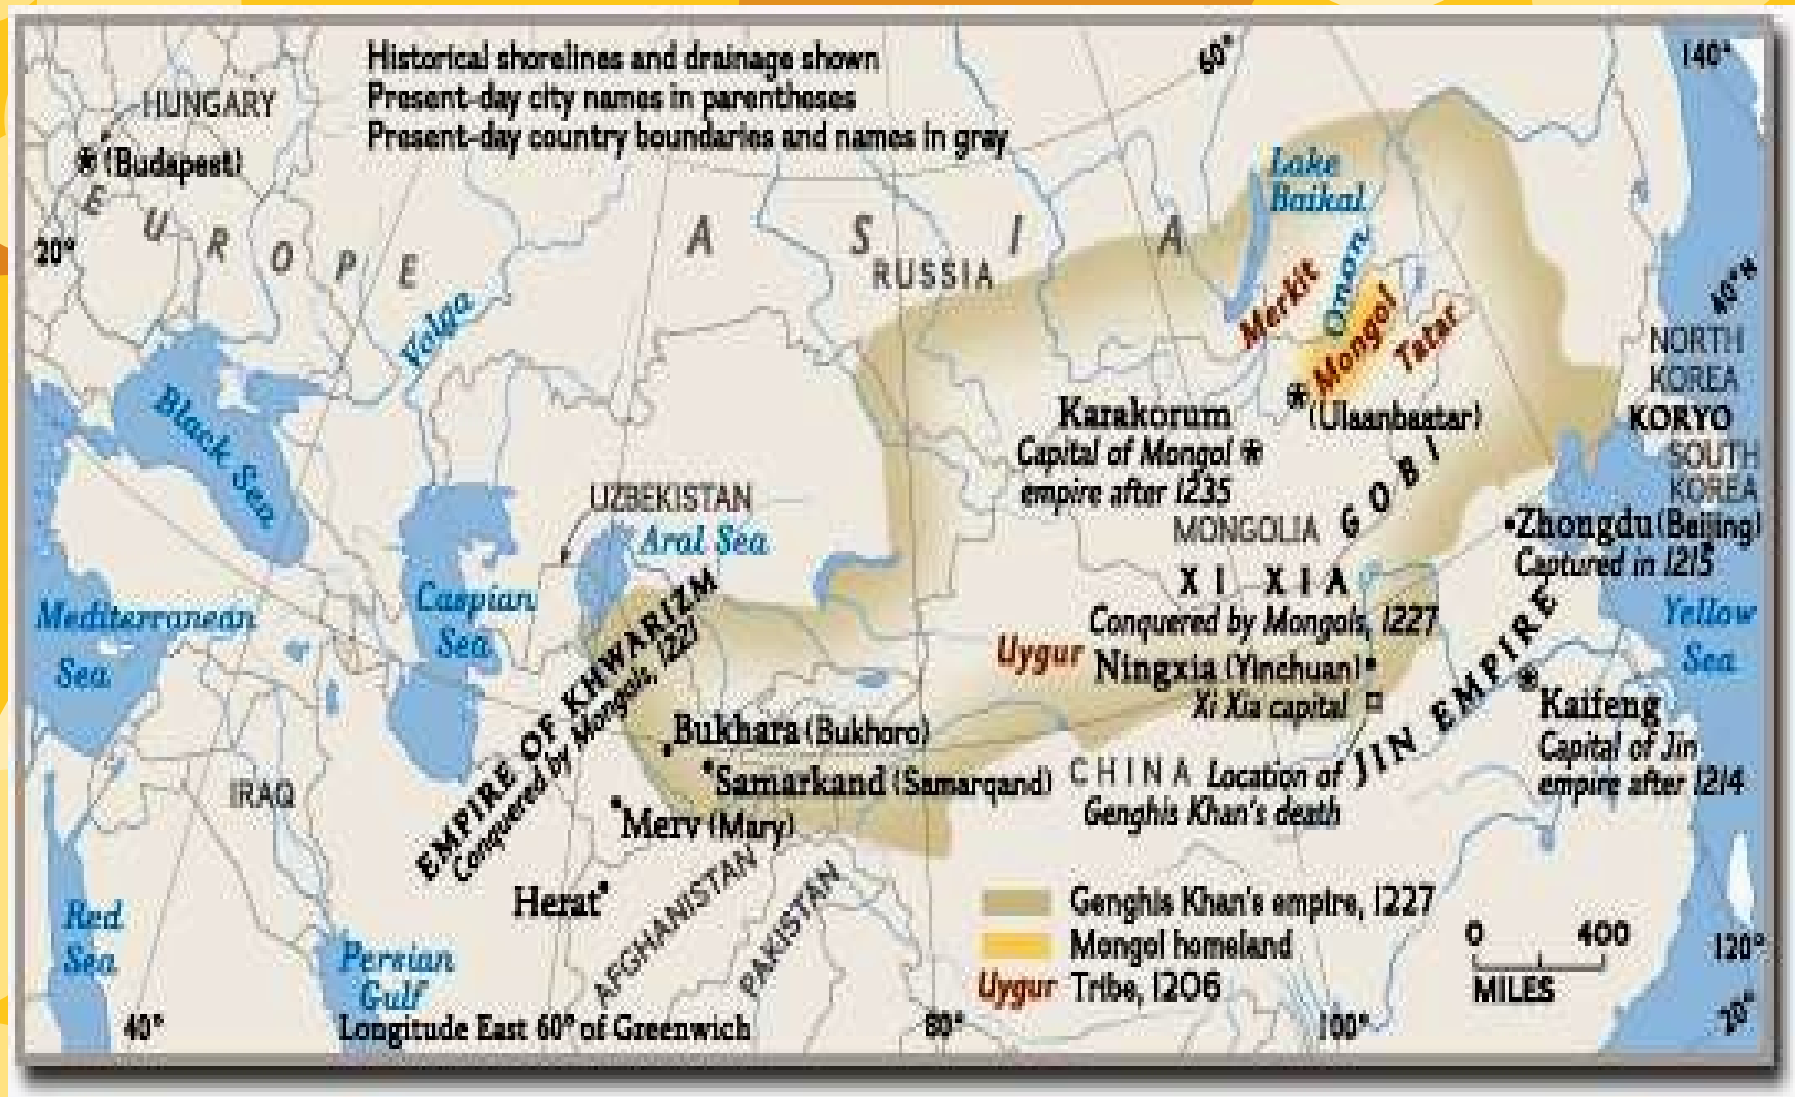 Historical shorelines and drainage shown
Present-day city names in parentheses
Present-day country boundaries and names in gray
60°
140°
HUNGARY
(Budapest)
EUROPE
20°
ASIA
RUSSIA
Lake
Baikal
Merkit
Onan
Mongol
Tatar
40°N
NORTH
KOREA
KORYO
SOUTH
KOREA
Volga
Black Sea
Karakorum
Capital of Mongol
empire after 1235
(Ulaanbaatar)
GOBI
MONGOLIA
UZBEKISTAN
Aral Sea
Zhongdu (Beijing)
Captured in 1215
XI XIA
Conquered by Mongols, 1227
Uygur
Ningxia (Yinchuan)
Xi Xia capital
Mediterranean
Sea
Caspian
Sea
Yellow
Sea
EMPIRE OF KHWARIZM
Conquered by Mongols, 1221
JIN EMPIRE
Kaifeng
Capital of Jin
empire after 1214
Bukhara (Bukhoro)
Samarkand (Samarqand)
Merv (Mary)
CHINA
Location of
Genghis Khan's death
IRAQ
Herat
AFGHANISTAN
PAKISTAN
Red
Sea
Persian
Gulf
Genghis Khan's empire, 1227
Mongol homeland
Uygur Tribe, 1206
0 400
MILES
120°
20°
40°
Longitude East 60° of Greenwich
80°
100°